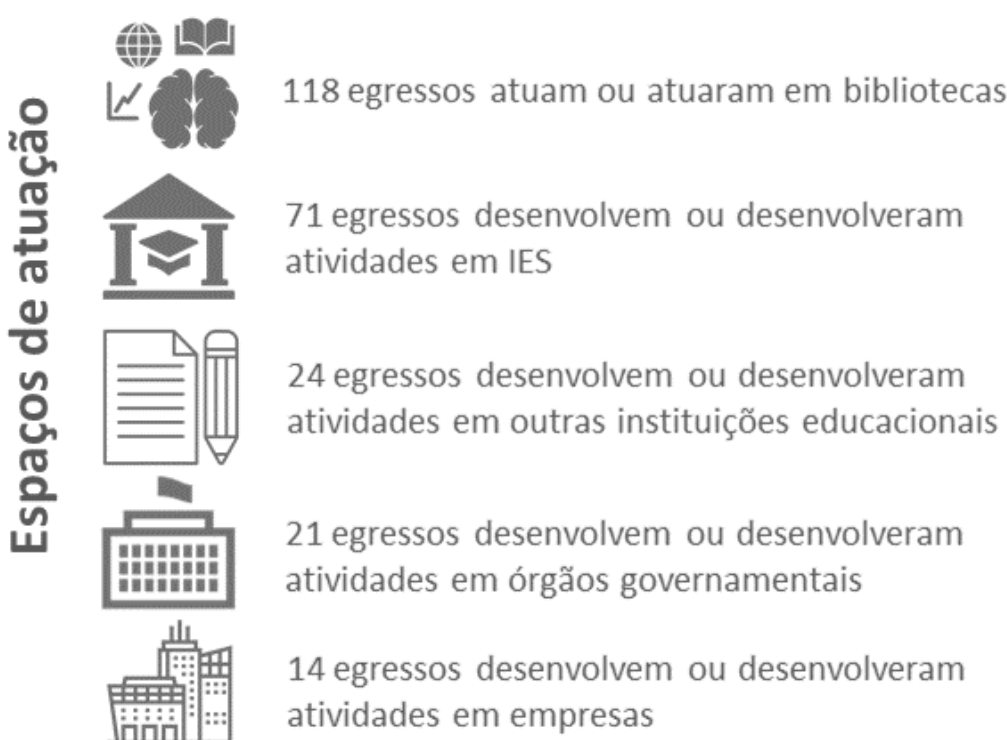 Espaços de atuação
118 egressos atuam ou atuaram em bibliotecas
71 egressos desenvolvem ou desenvolveram
atividades em IES
24 egressos desenvolvem ou desenvolveram
atividades em outras instituições educacionais
21 egressos desenvolvem ou desenvolveram
atividades em órgãos governamentais
14 egressos desenvolvem ou desenvolveram
atividades em empresas